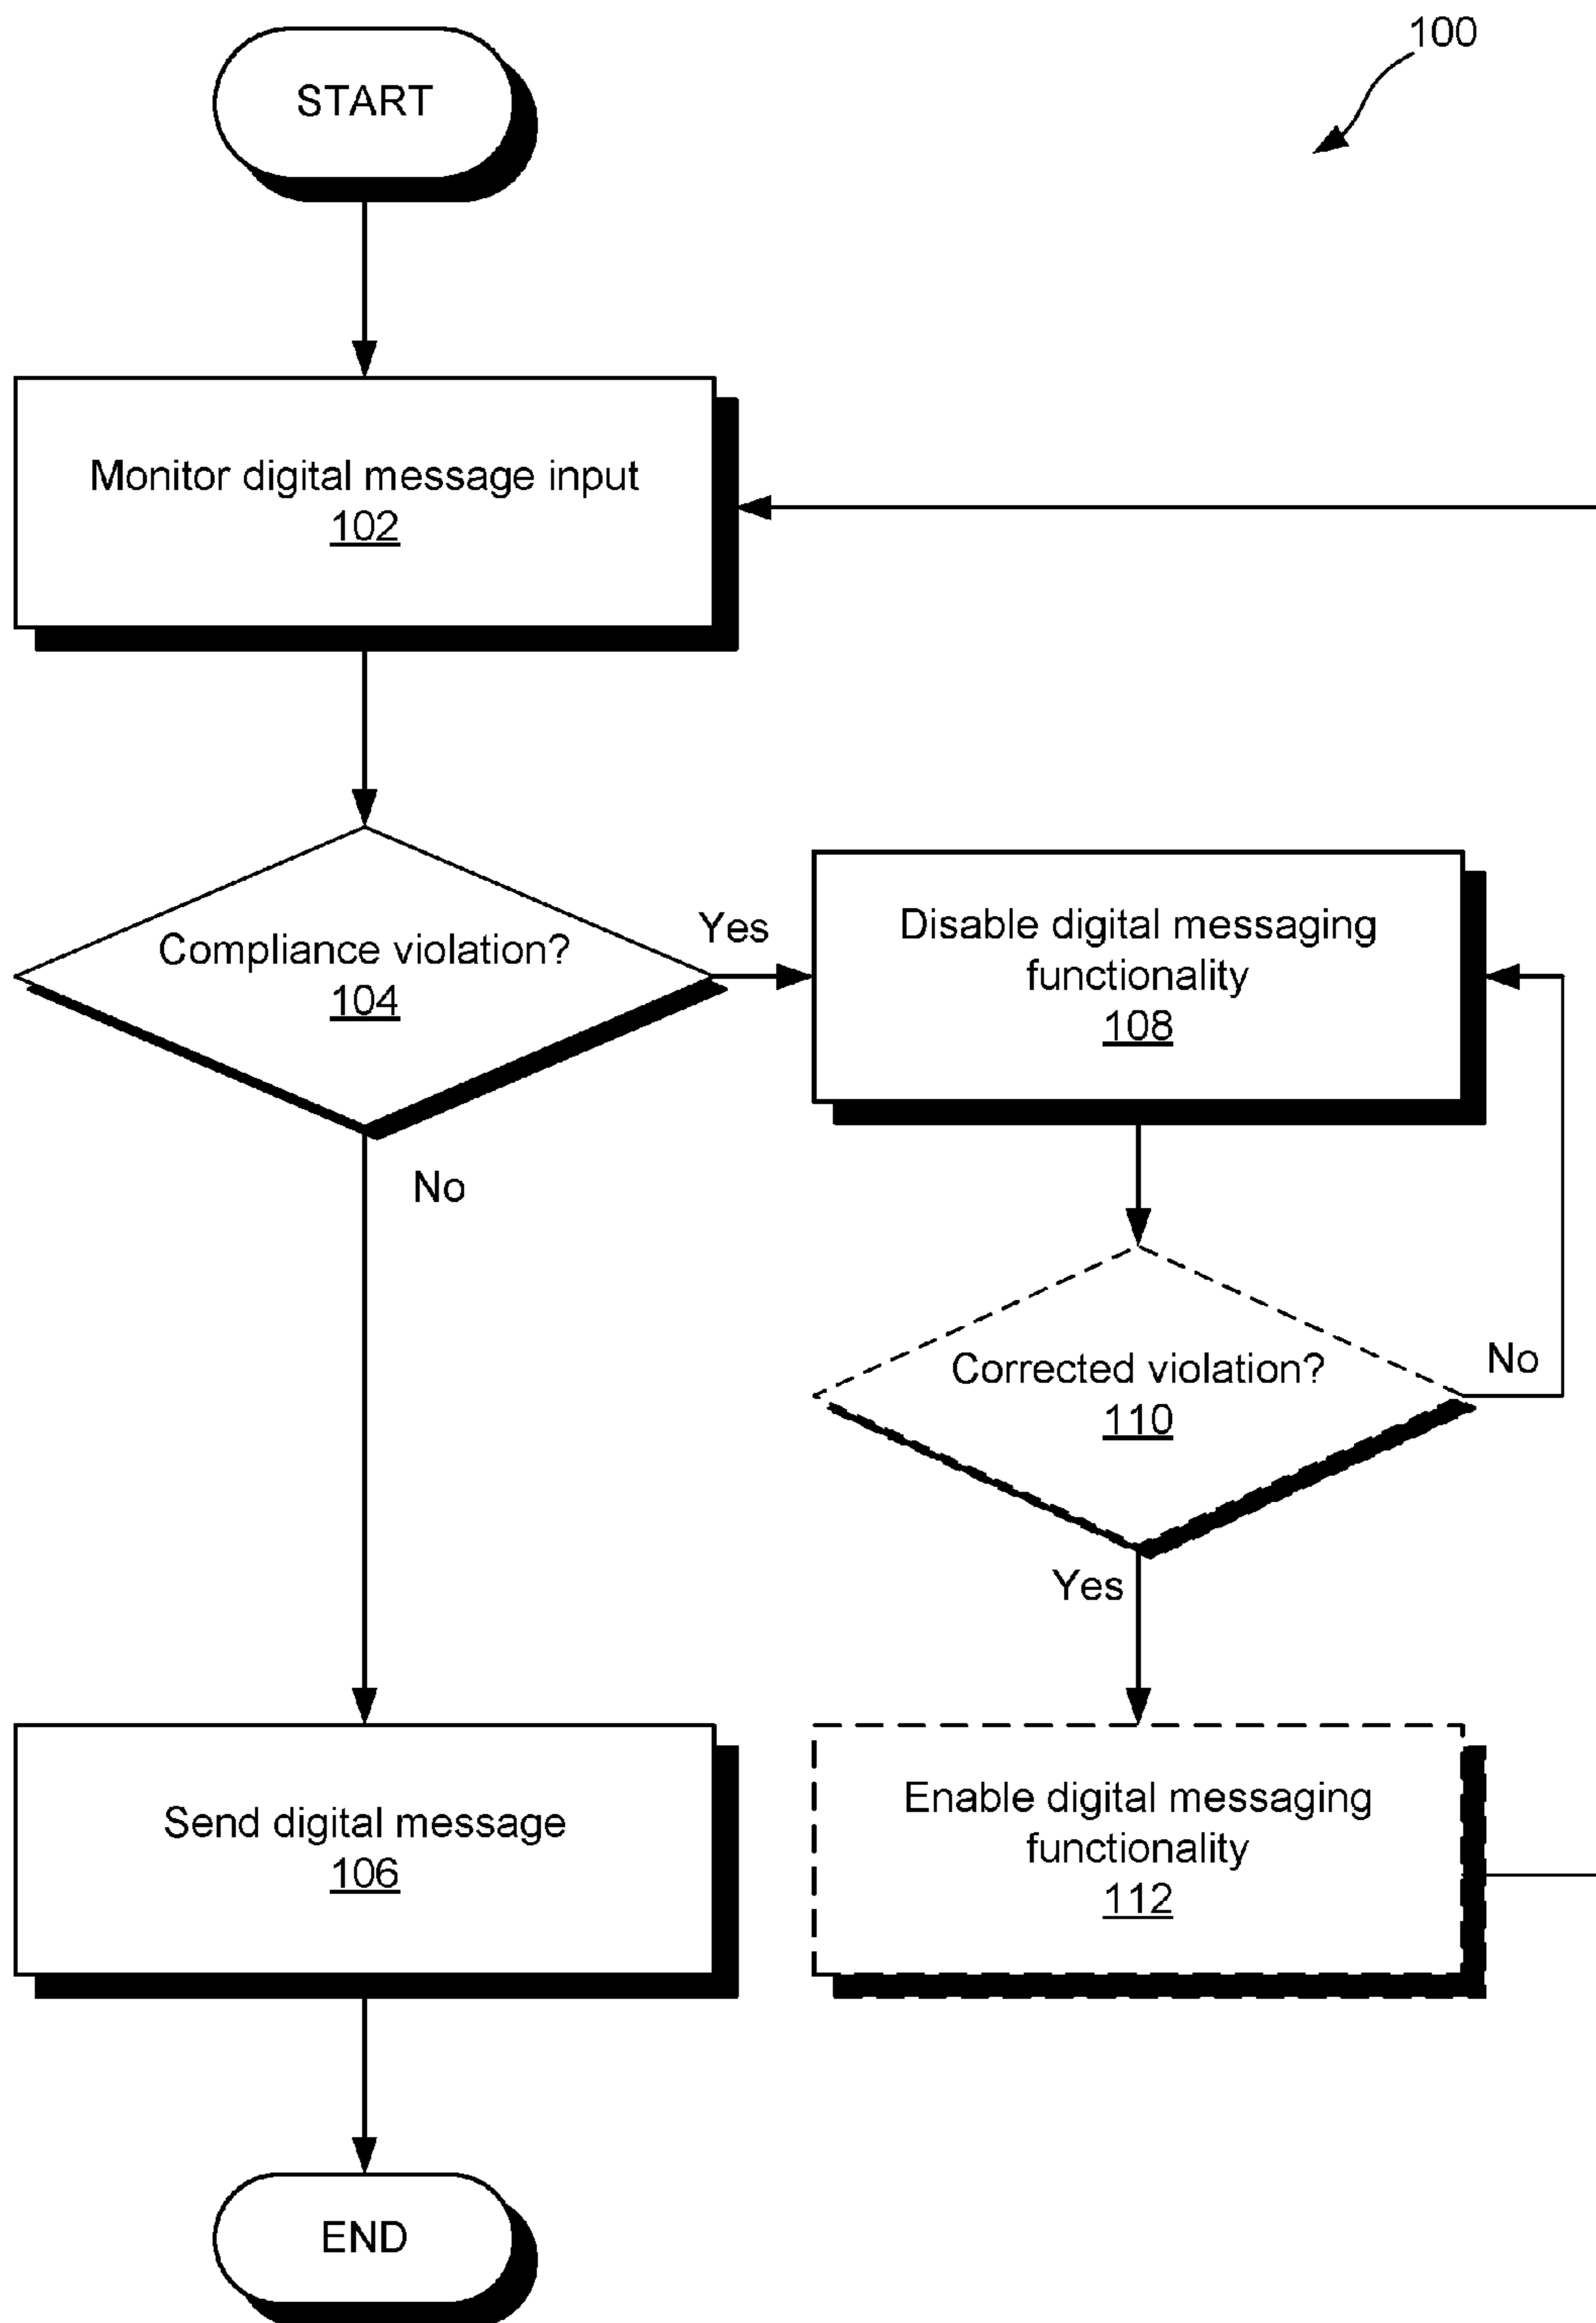 100
START
Monitor digital message input
102
Compliance violation?
104
Yes
No
Disable digital messaging
functionality
108
Corrected violation?
110
No
Yes
Send digital message
106
Enable digital messaging
functionality
112
END